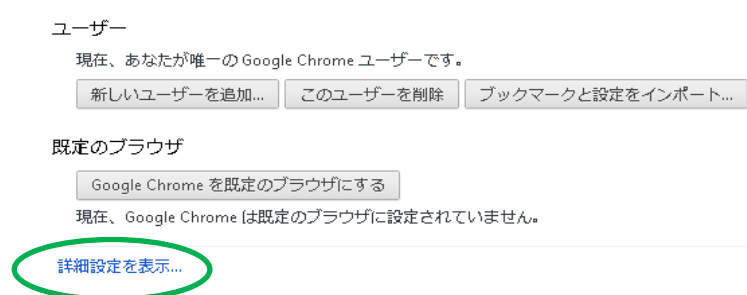 ユーザー
現在、あなたが唯一の Google Chrome ユーザーです。
新しいユーザーを追加... このユーザーを削除 ブックマークと設定をインポート...
既定のブラウザ
Google Chrome を既定のブラウザにする
現在、Google Chrome は既定のブラウザに設定されていません。
詳細設定を表示...